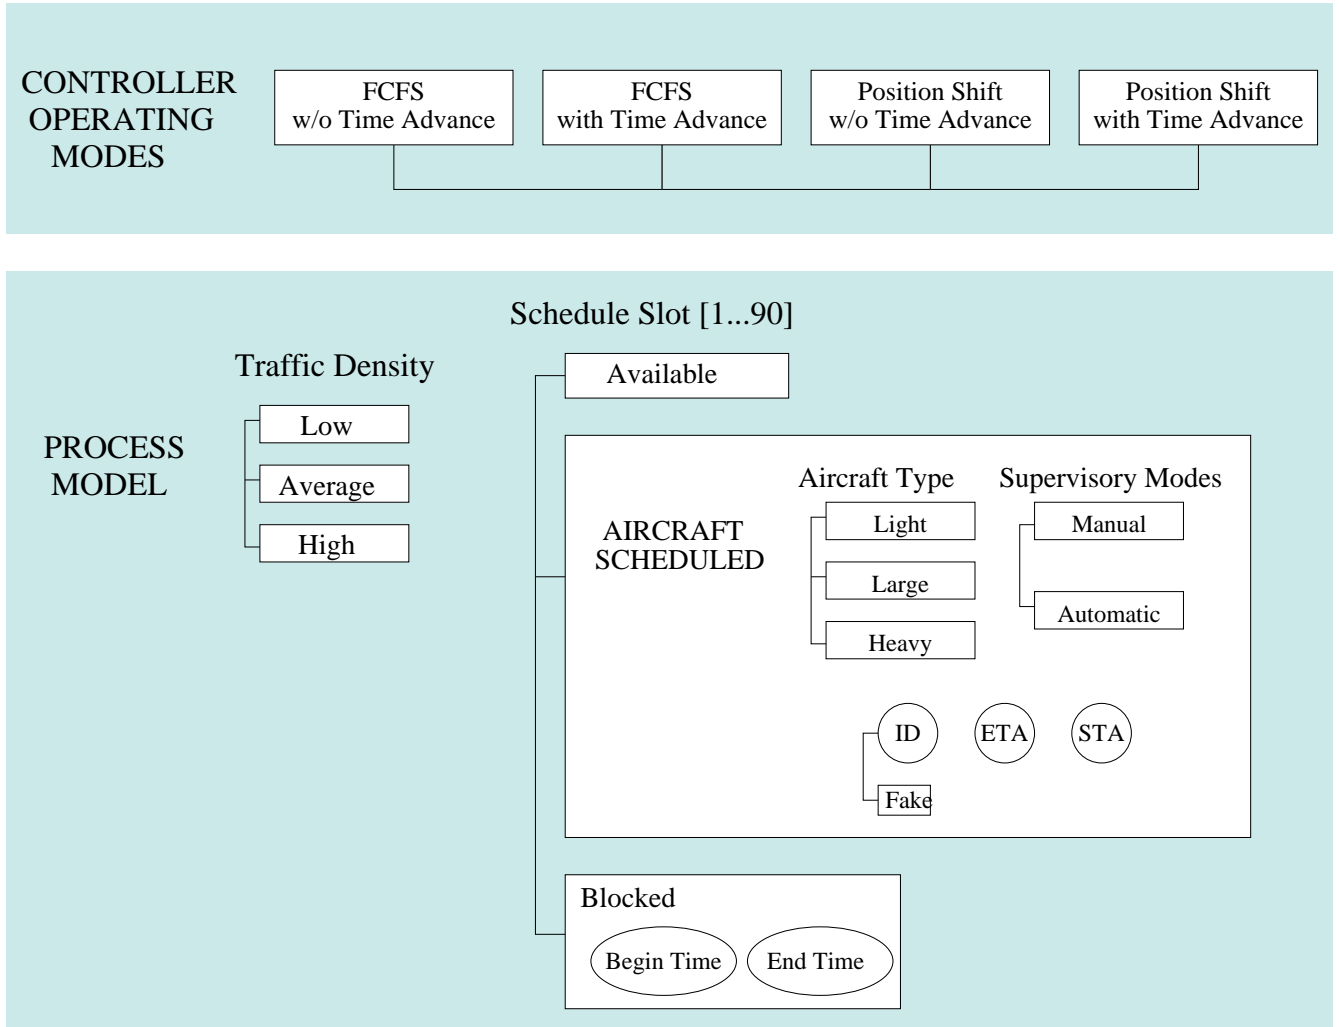 CONTROLLER
OPERATING
MODES
FCFS
w/o Time Advance
FCFS
with Time Advance
Position Shift
w/o Time Advance
Position Shift
with Time Advance
PROCESS
MODEL
Traffic Density
Low
Average
High
Schedule Slot [1...90]
Available
AIRCRAFT
SCHEDULED
Aircraft Type
Light
Large
Heavy
Supervisory Modes
Manual
Automatic
ID
ETA
STA
Fake
Blocked
Begin Time
End Time